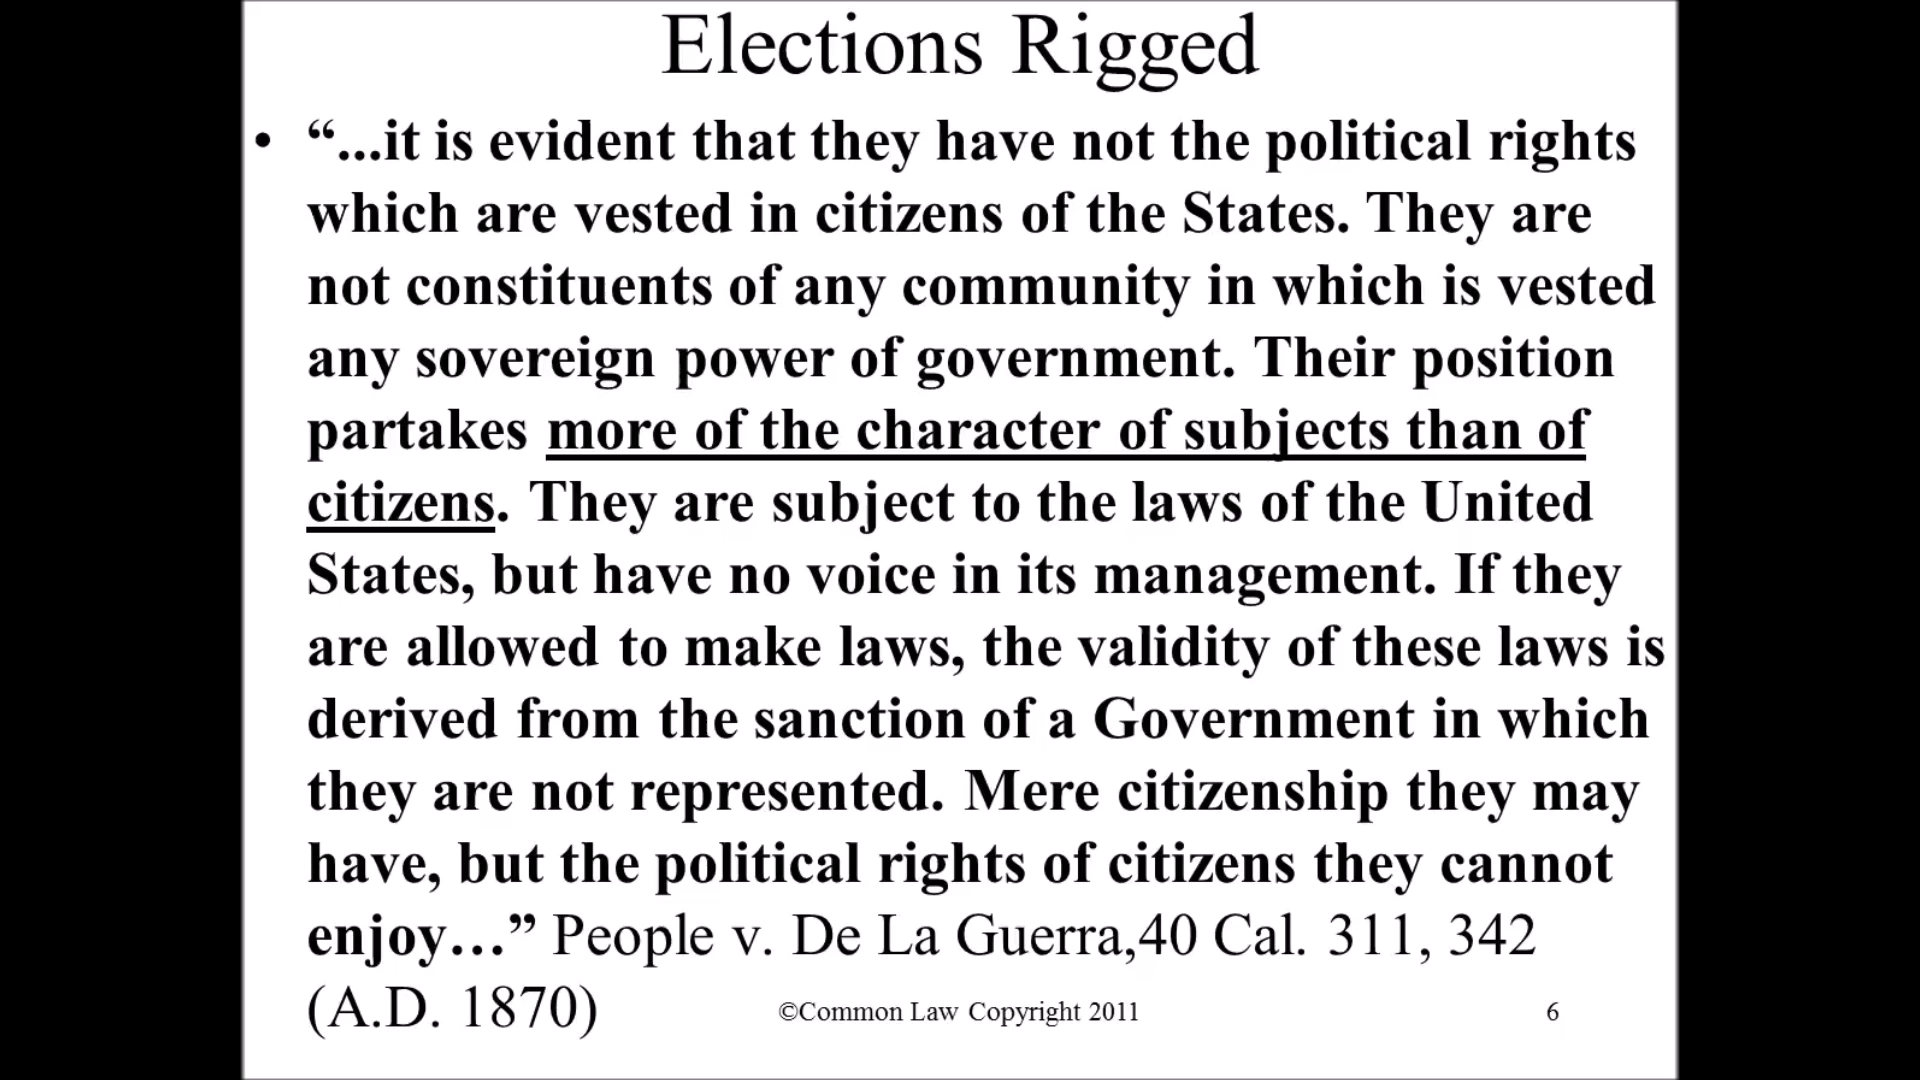 Elections Rigged
• “...it is evident that they have not the political rights
which are vested in citizens of the States. They are
not constituents of any community in which is vested
any sovereign power of government. Their position
partakes more of the character of subjects than of
citizens. They are subject to the laws of the United
States, but have no voice in its management. If they
are allowed to make laws, the validity of these laws is
derived from the sanction of a Government in which
they are not represented. Mere citizenship they may
have, but the political rights of citizens they cannot
enjoy…” People v. De La Guerra,40 Cal. 311, 342
(A.D. 1870)
©Common Law Copyright 2011
6